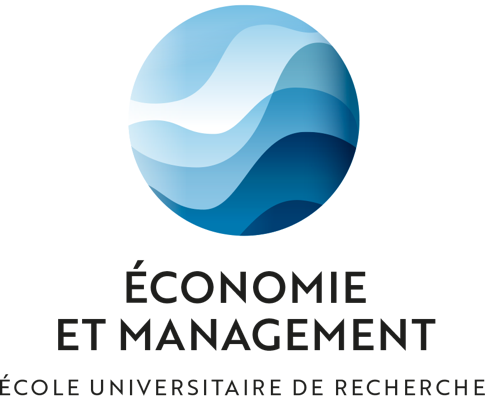 ÉCONOMIE
ET MANAGEMENT
ÉCOLE UNIVERSITAIRE DE RECHERCHE